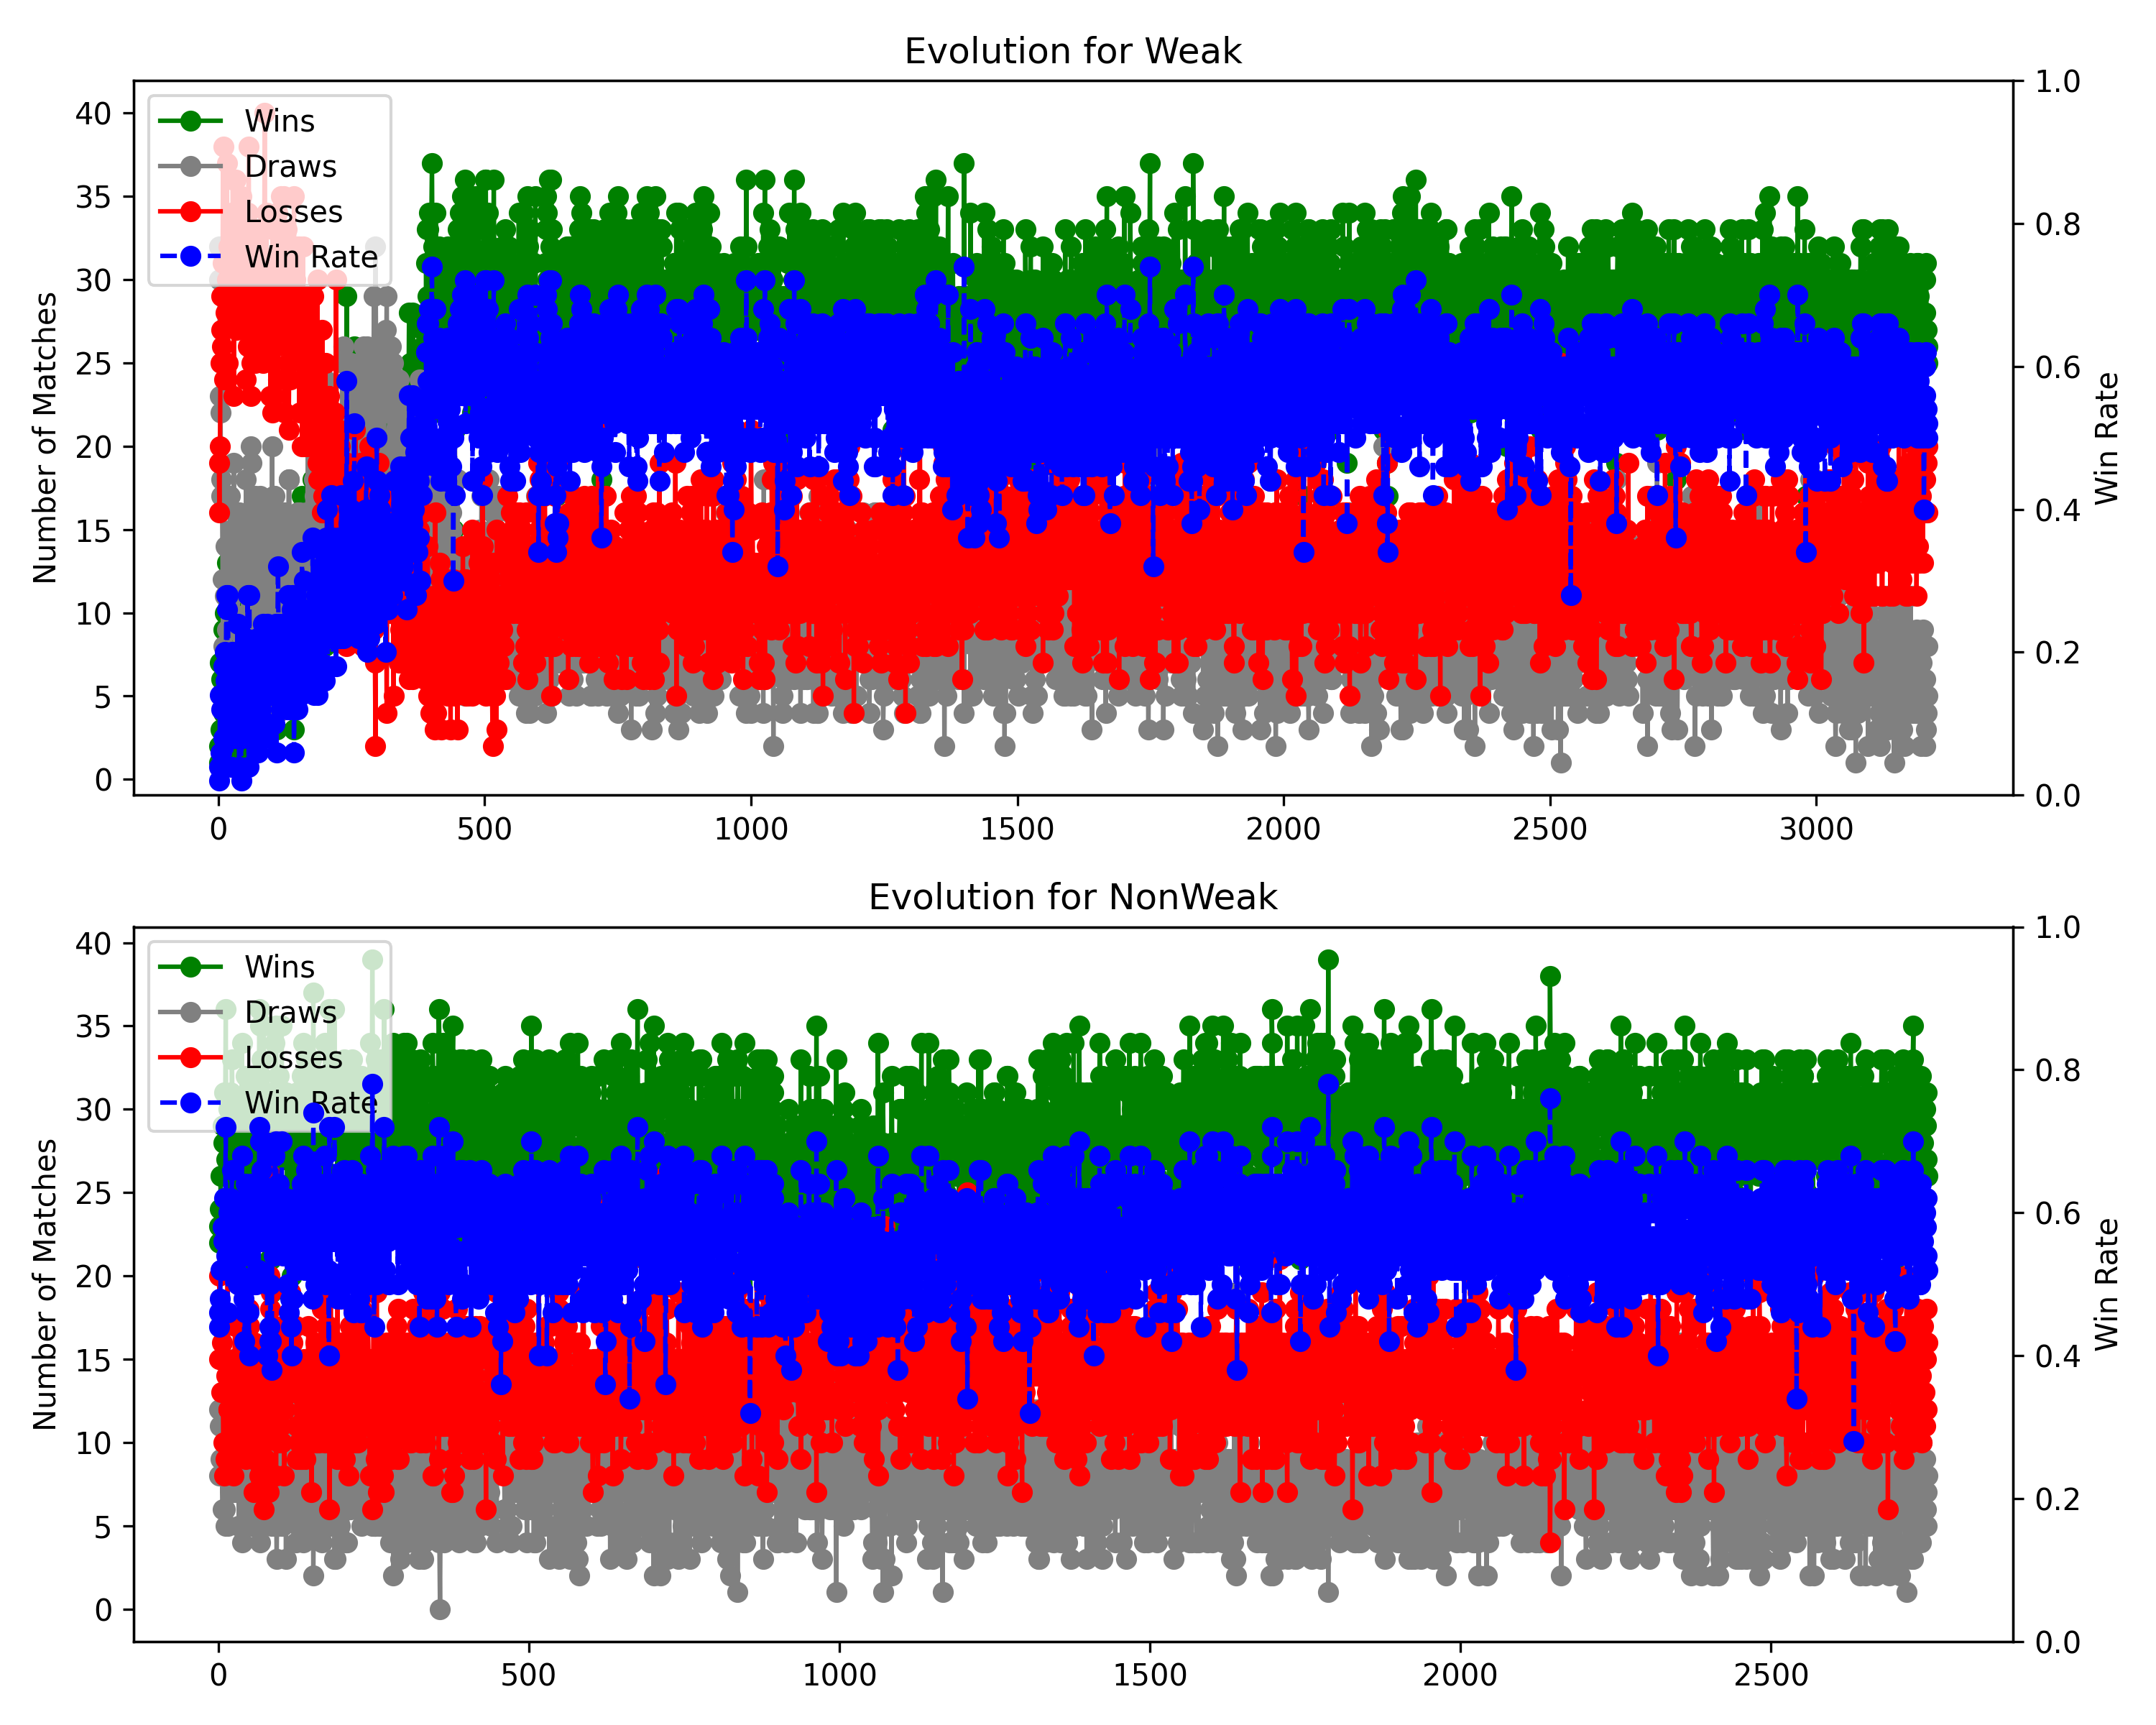 Evolution for Weak
Number of Matches
40
35
30
25
20
15
10
5
0
Wins
Draws
Losses
Win Rate
1.0
0.8
0.6
0.4
0.2
0.0
Win Rate
0 500 1000 1500 2000 2500 3000
Evolution for NonWeak
Number of Matches
40
35
30
25
20
15
10
5
0
Wins
Draws
Losses
Win Rate
1.0
0.8
0.6
0.4
0.2
0.0
Win Rate
0 500 1000 1500 2000 2500